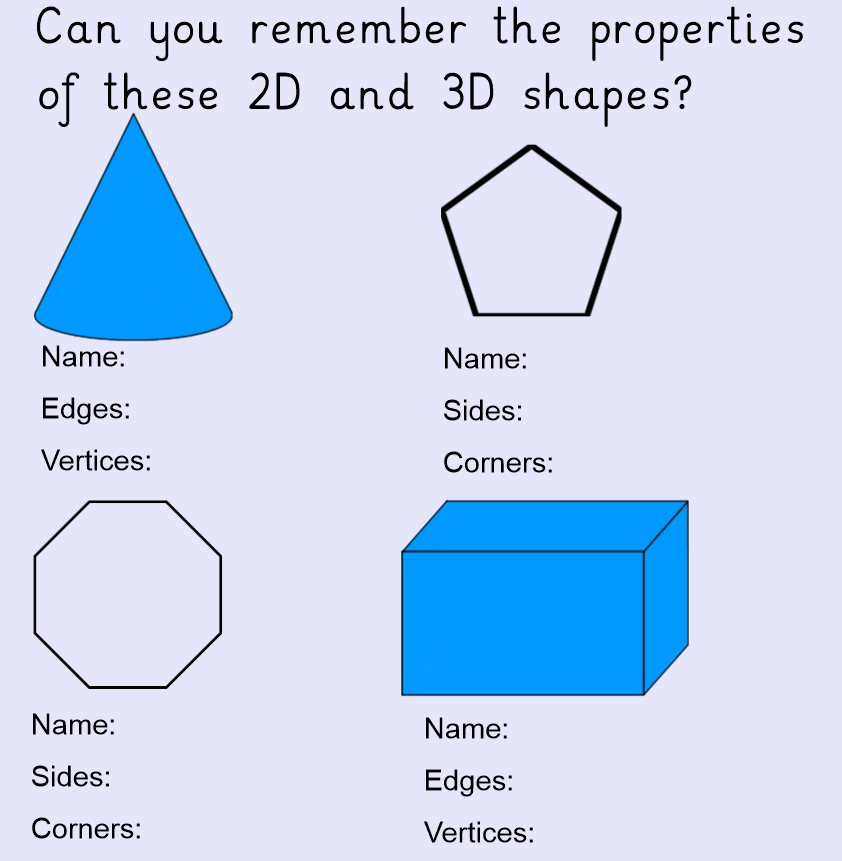 Can you remember the properties
of these 2D and 3D shapes?
Name:
Edges:
Vertices:
Name:
Sides:
Corners:
Name:
Sides:
Corners:
Name:
Edges:
Vertices: